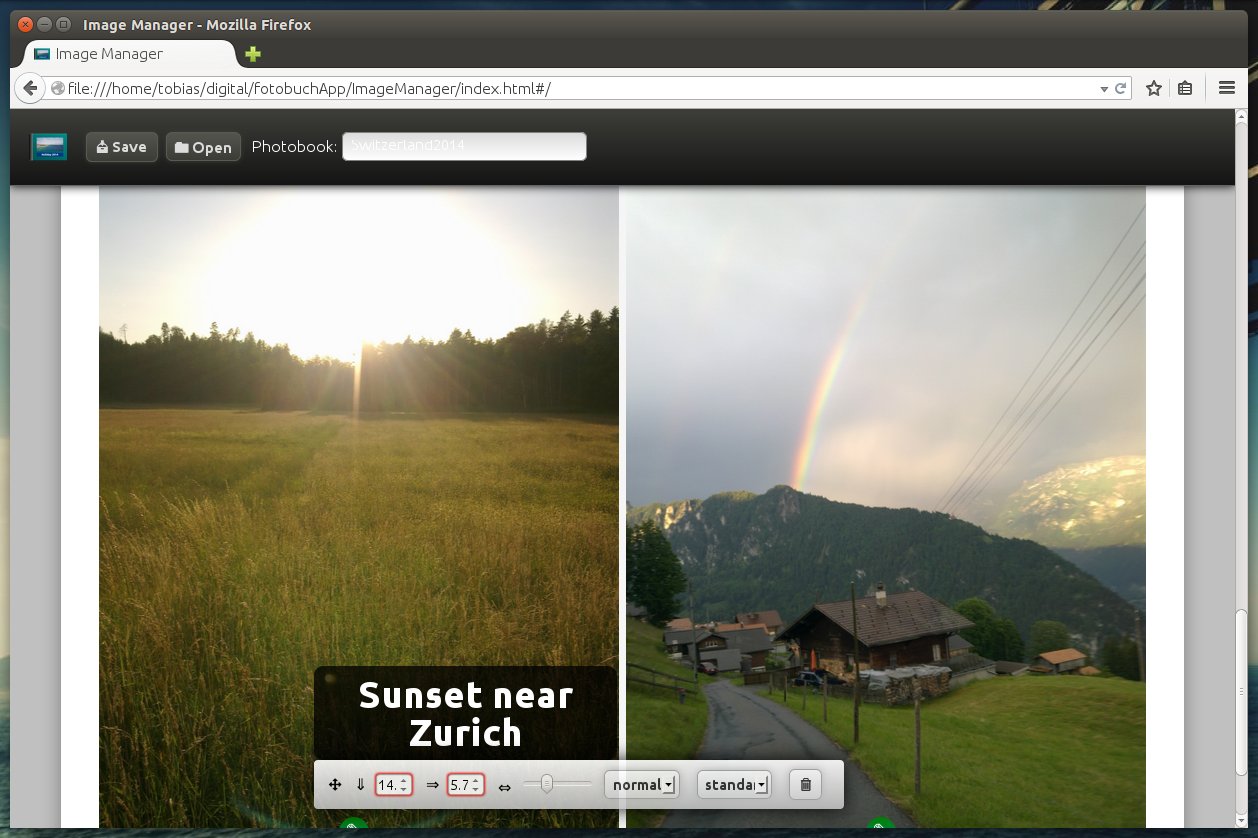 Image Manager - Mozilla Firefox
Image Manager
file:///home/tobias/digital/fotobuchApp/ImageManager/index.html#/
Save Open Photobook: Switzerland2014
Sunset near
Zurich
14. 5.7 normal standa